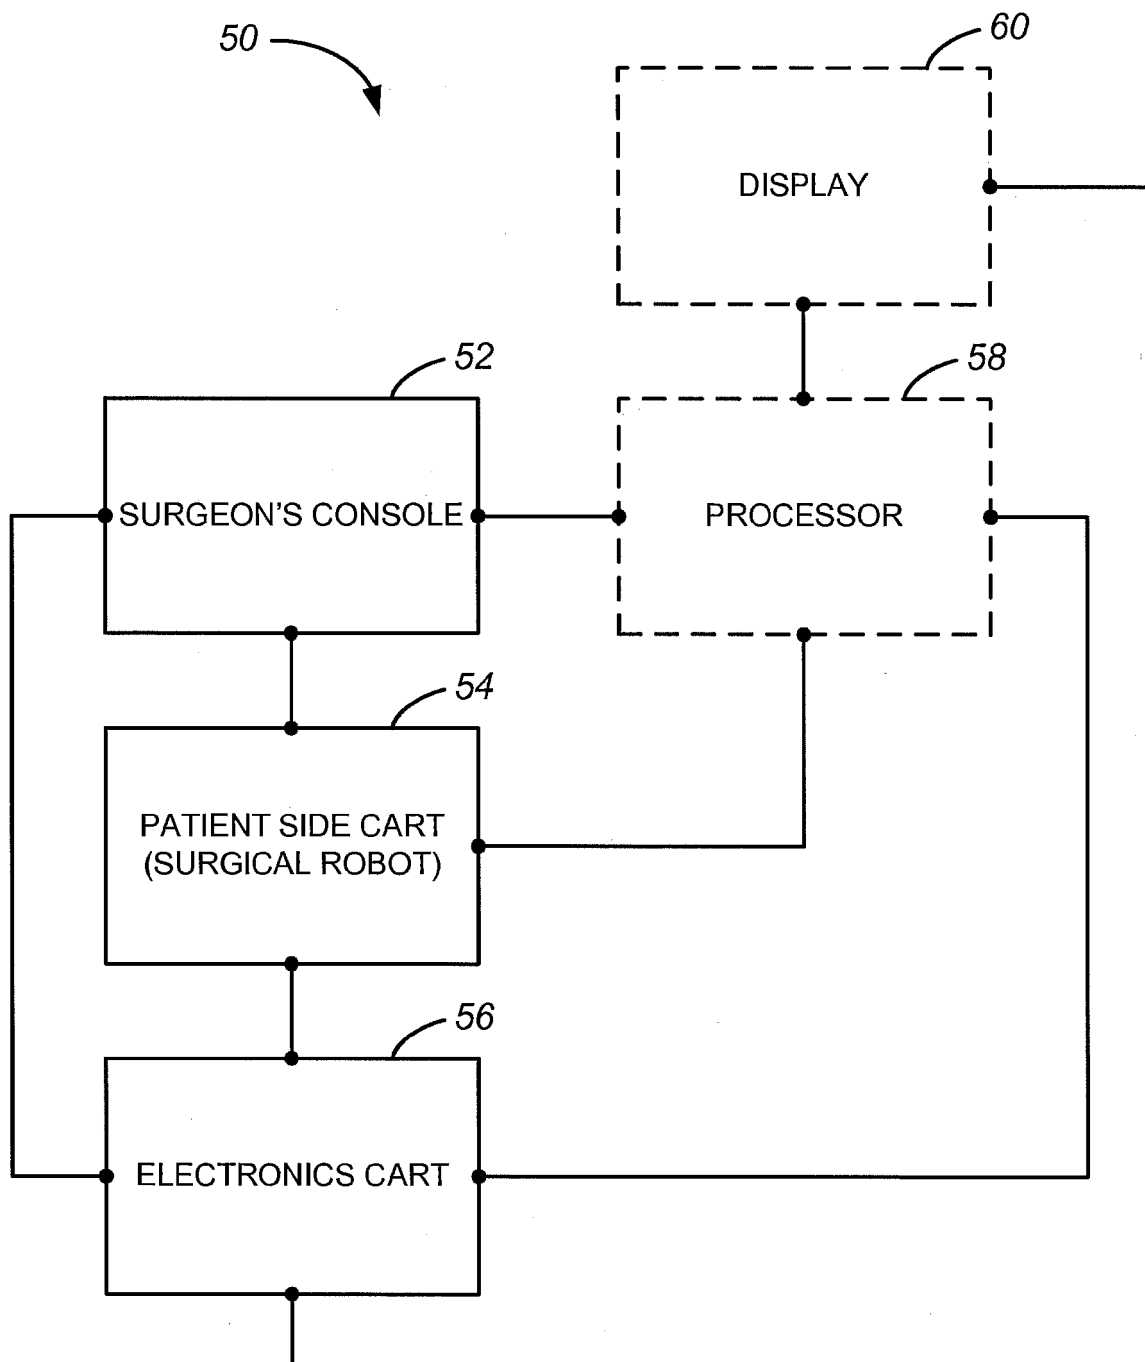 50
60
DISPLAY
52
58
SURGEON'S CONSOLE
PROCESSOR
54
PATIENT SIDE CART
(SURGICAL ROBOT)
56
ELECTRONICS CART